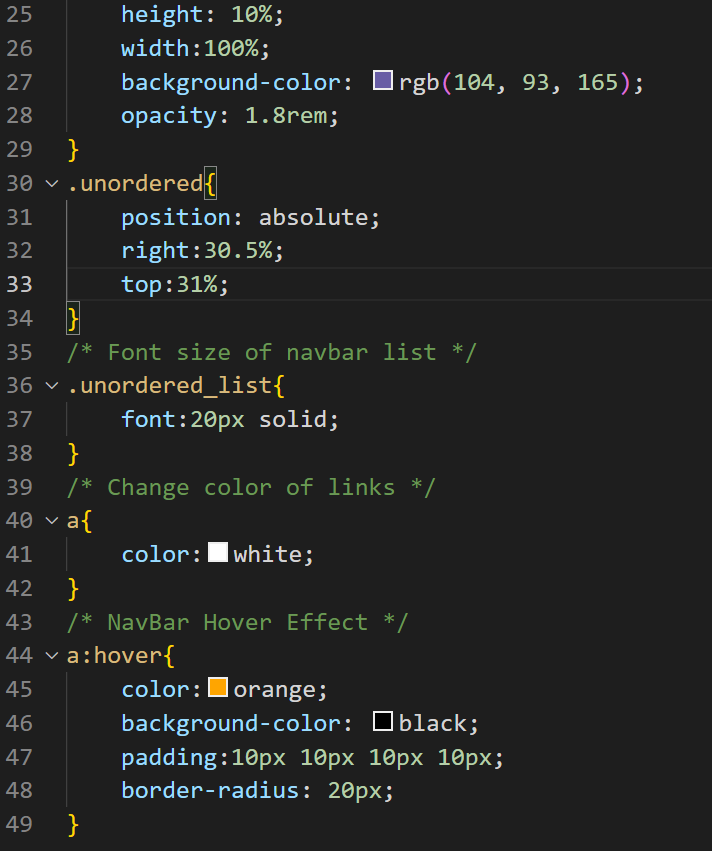 25 height: 10%;
26 width:100%;
27 background-color: rgb(104, 93, 165);
28 opacity: 1.8rem;
29 }
30 .unordered{
31 position: absolute;
32 right:30.5%;
33 top:31%;
34 }
35 /* Font size of navbar list */
36 .unordered_list{
37 font:20px solid;
38 }
39 /* Change color of links */
40 a{
41 color:white;
42 }
43 /* NavBar Hover Effect */
44 a:hover{
45 color:orange;
46 background-color: black;
47 padding:10px 10px 10px 10px;
48 border-radius: 20px;
49 }